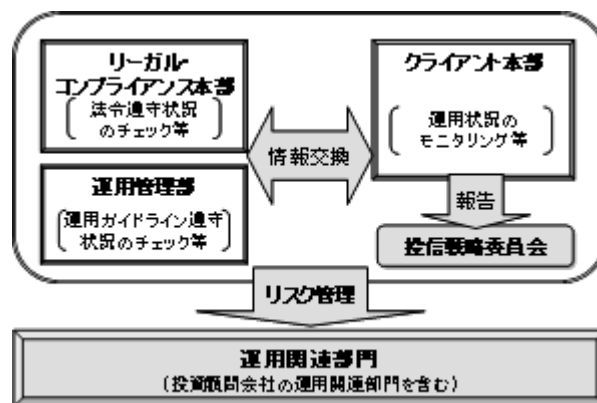 リーガル・
コンプライアンス本部
法令遵守状況
のチェック等
運用管理部
運用ガイドライン遵守
状況のチェック等
情報交換
クライアント本部
運用状況の
モニタリング等
報告
投信戦略委員会
リスク管理
運用関連部門
(投資顧問会社の運用関連部門を含む)